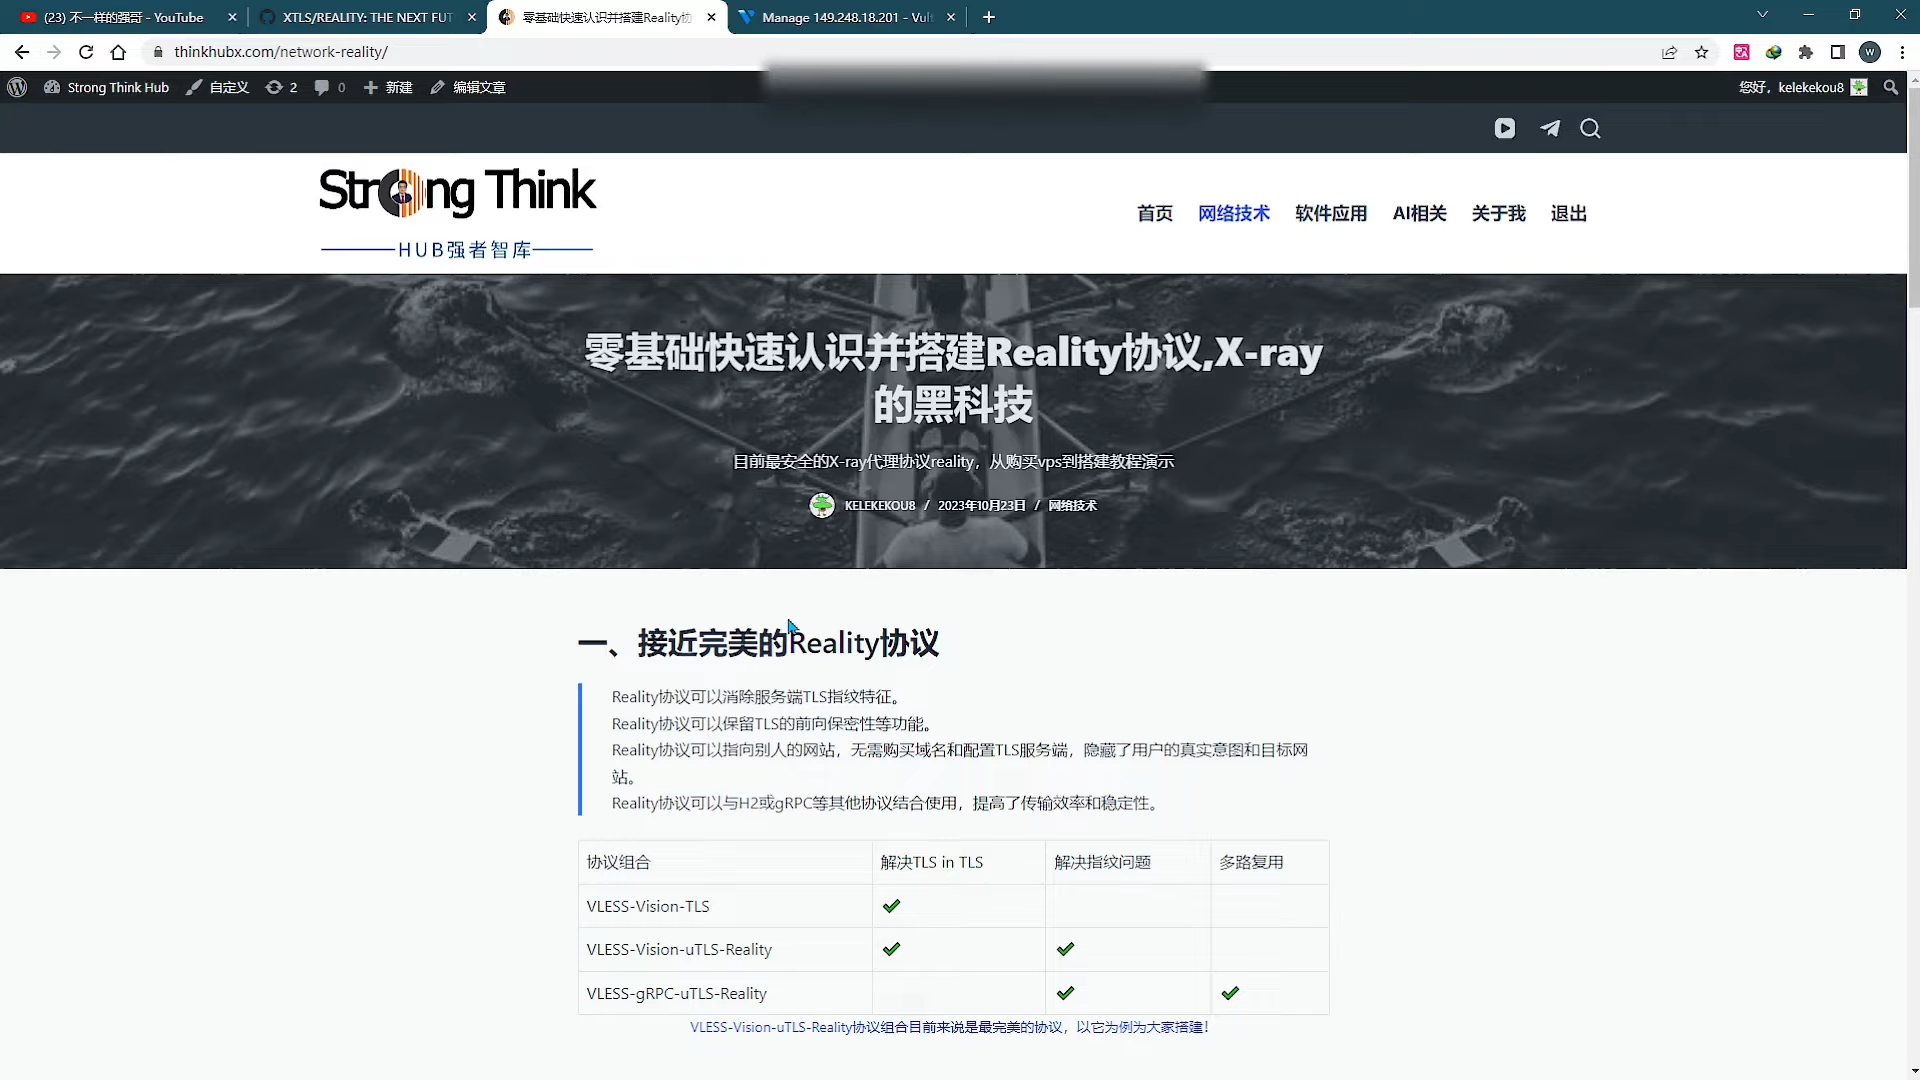 (23) 不一样的强哥 - YouTube
XTLS/REALITY: THE NEXT FUT
零基础快速认识并搭建Reality协
Manage 149.248.18.201 - Vul
thinkhubx.com/network-reality/
W
Strong Think Hub
自定义
2
0
新建
编辑文章
您好，kelekekou8
Strong Think
HUB强者智库
首页
网络技术
软件应用
AI相关
关于我
退出
零基础快速认识并搭建Reality协议,X-ray
的黑科技
目前最安全的X-ray代理协议reality，从购买vps到搭建教程演示
KELEKEKOU8 / 2023年10月23日 / 网络技术
一、接近完美的Reality协议
Reality协议可以消除服务端TLS指纹特征。
Reality协议可以保留TLS的前向保密性等功能。
Reality协议可以指向别人的网站，无需购买域名和配置TLS服务端，隐藏了用户的真实意图和目标网
站。
Reality协议可以与H2或gRPC等其他协议结合使用，提高了传输效率和稳定性。
协议组合 解决TLS in TLS 解决指纹问题 多路复用
VLESS-Vision-TLS
VLESS-Vision-uTLS-Reality
VLESS-gRPC-uTLS-Reality
VLESS-Vision-uTLS-Reality协议组合目前来说是最完美的协议，以它为例为大家搭建！